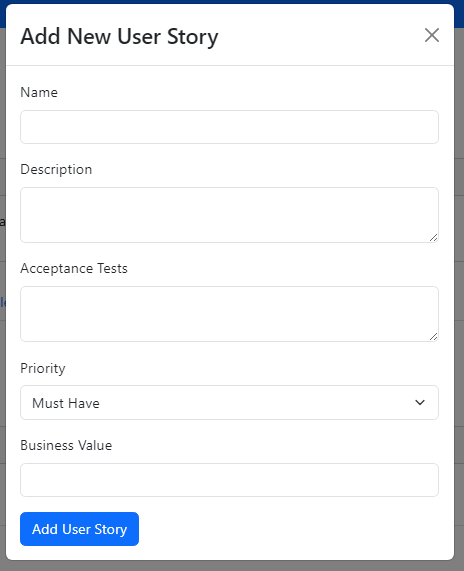 Add New User Story
Name
Description
Acceptance Tests
Priority
Must Have
Business Value
Add User Story